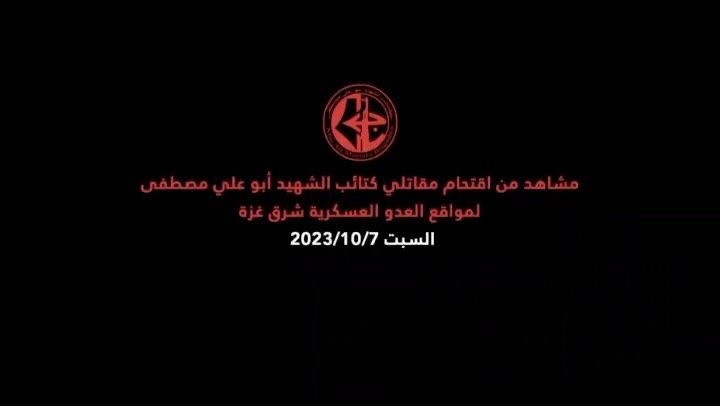 مشاهد من اقتحام مقاتلي كتائب الشهيد أبو علي مصطفى
لمواقع العدو العسكرية شرق غزة
السبت 2023/10/7